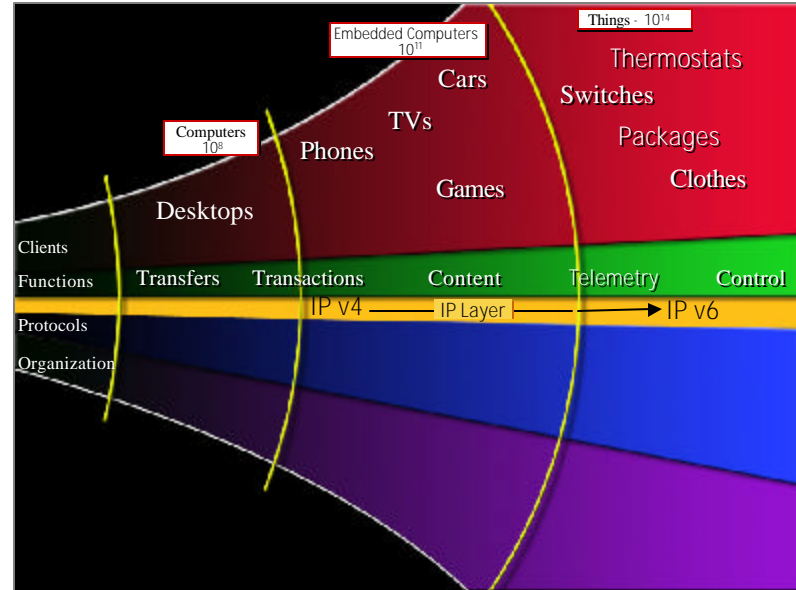 Things - 10¹⁴
Embedded Computers
10¹¹
Thermostats
Cars
Switches
TVs
Computers
10⁸
Packages
Phones
Clothes
Games
Desktops
Clients
Functions Transfers Transactions Content Telemetry Control
IP v4 IP Layer IP v6
Protocols
Organization